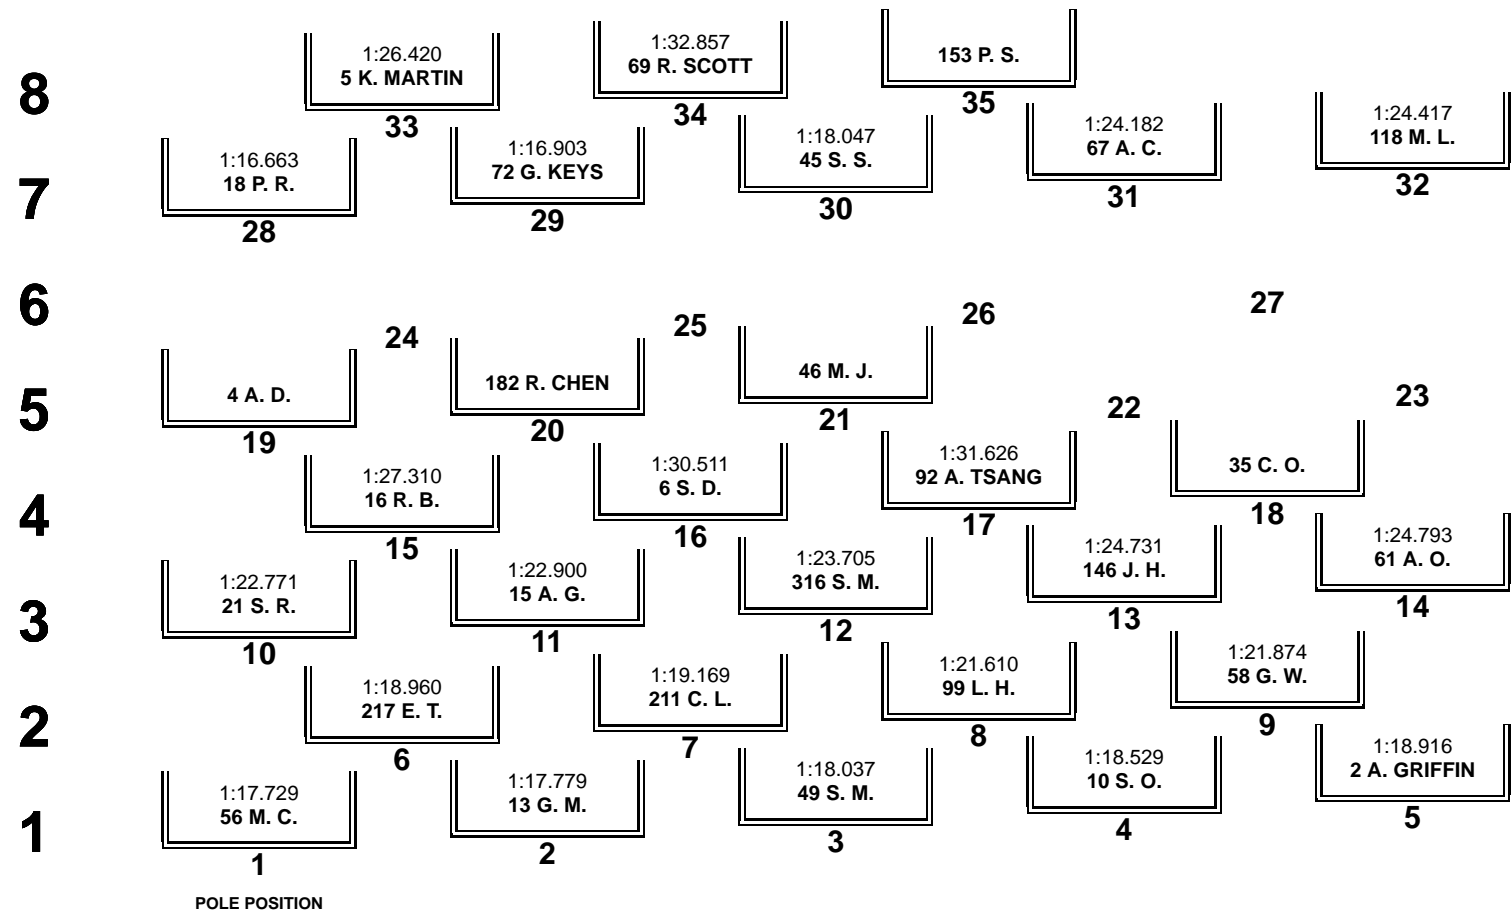 8
1:26.420
5 K. MARTIN
33
1:32.857
69 R. SCOTT
34
153 P. S.
35
7
1:16.663
18 P. R.
28
1:16.903
72 G. KEYS
29
1:18.047
45 S. S.
30
1:24.182
67 A. C.
31
1:24.417
118 M. L.
32
6
24
25
26
27
5
4 A. D.
19
182 R. CHEN
20
46 M. J.
21
22
23
4
1:27.310
16 R. B.
15
1:30.511
6 S. D.
16
1:31.626
92 A. TSANG
17
35 C. O.
18
3
1:22.771
21 S. R.
10
1:22.900
15 A. G.
11
1:23.705
316 S. M.
12
1:24.731
146 J. H.
13
1:24.793
61 A. O.
14
2
1:18.960
217 E. T.
6
1:19.169
211 C. L.
7
1:21.610
99 L. H.
8
1:21.874
58 G. W.
9
1
1:17.729
56 M. C.
1
1:17.779
13 G. M.
2
1:18.037
49 S. M.
3
1:18.529
10 S. O.
4
1:18.916
2 A. GRIFFIN
5
POLE POSITION